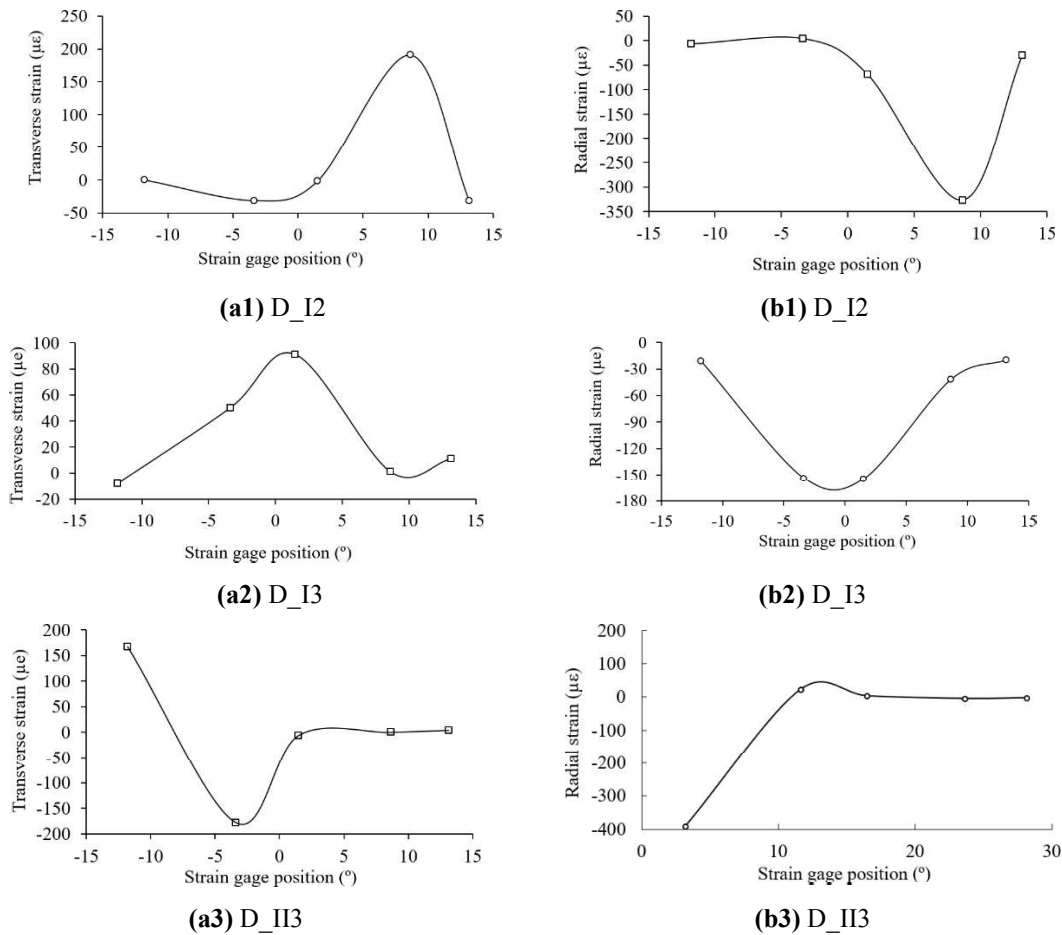 250
200
150
100
50
0
-50
-15 -10 -5 0 5 10 15
Transverse strain (µε)
Strain gage position (º)
(a1) D_I2
50
0
-50
-100
-150
-200
-250
-300
-350
-15 -10 -5 0 5 10 15
Radial strain (µε)
Strain gage position (º)
(b1) D_I2
100
80
60
40
20
0
-20
-15 -10 -5 0 5 10 15
Transverse strain (µe)
Strain gage position (º)
(a2) D_I3
0
-30
-60
-90
-120
-150
-180
-15 -10 -5 0 5 10 15
Radial strain (µe)
Strain gage position (º)
(b2) D_I3
200
150
100
50
0
-50
-100
-150
-200
-15 -10 -5 0 5 10 15
Transverse strain (µe)
Strain gage position (º)
(a3) D_II3
200
100
0
-100
-200
-300
-400
0 10 20 30
Radial strain (µε)
Strain gage position (º)
(b3) D_II3